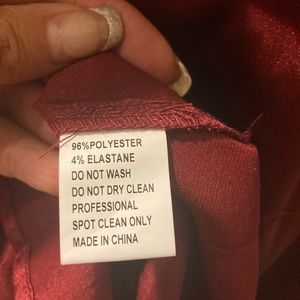 96%POLYESTER
4% ELASTANE
DO NOT WASH
DO NOT DRY CLEAN
PROFESSIONAL
SPOT CLEAN ONLY
MADE IN CHINA